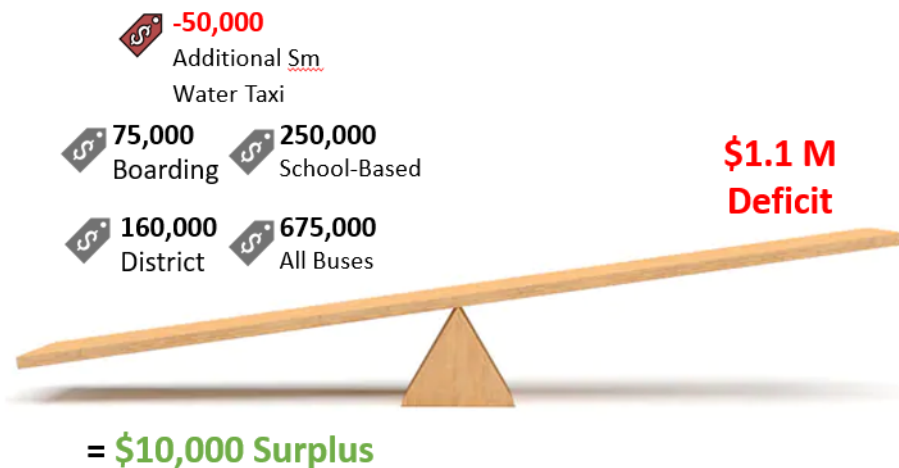 -50,000
Additional Sm
Water Taxi
75,000
Boarding
250,000
School-Based
$1.1 M
Deficit
160,000
District
675,000
All Buses
= $10,000 Surplus